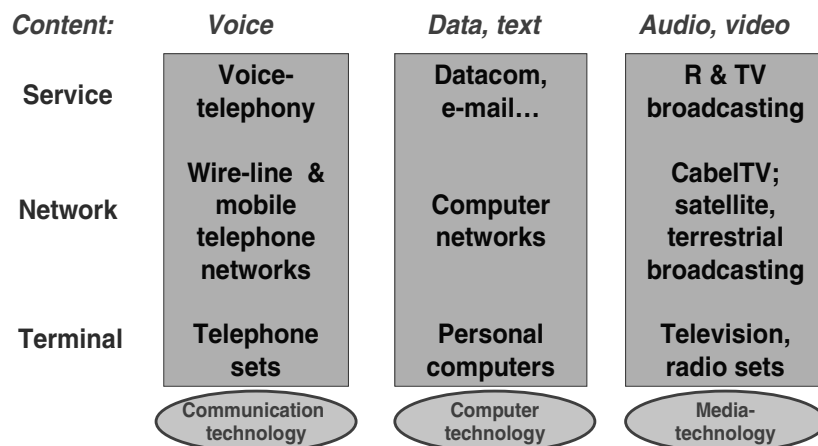 Content: Voice Data, text Audio, video
Service
Voice-
telephony
Datacom,
e-mail...
R & TV
broadcasting
Network
Wire-line &
mobile
telephone
networks
Computer
networks
CabelTV;
satellite,
terrestrial
broadcasting
Terminal
Telephone
sets
Personal
computers
Television,
radio sets
Communication
technology
Computer
technology
Media-
technology